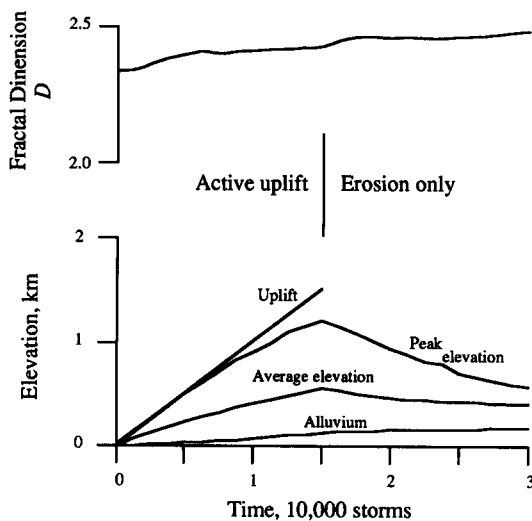 Fractal Dinension
D
2.5
2.0
Active uplift
Erosion only
Elevation, km
2
1
0
Uplift
Peak
elevation
Average elevation
Alluvium
0
1
2
3
Time, 10,000 storms